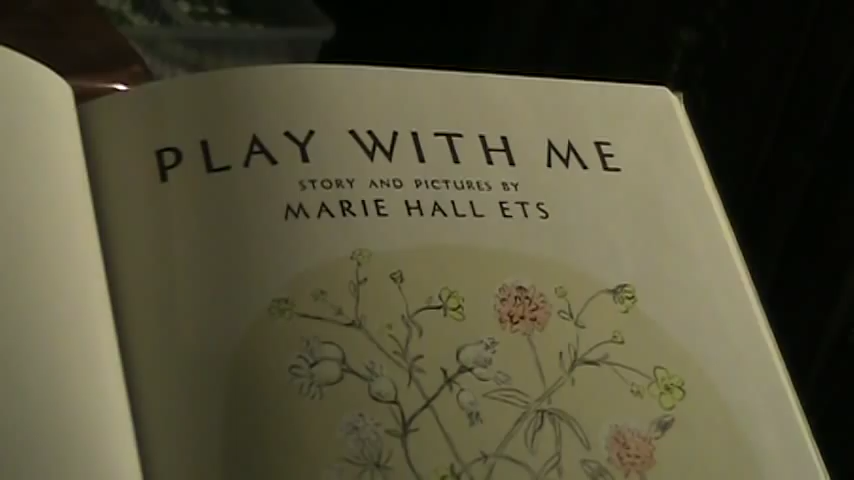 PLAY WITH ME
STORY AND PICTURES BY
MARIE HALL ETS